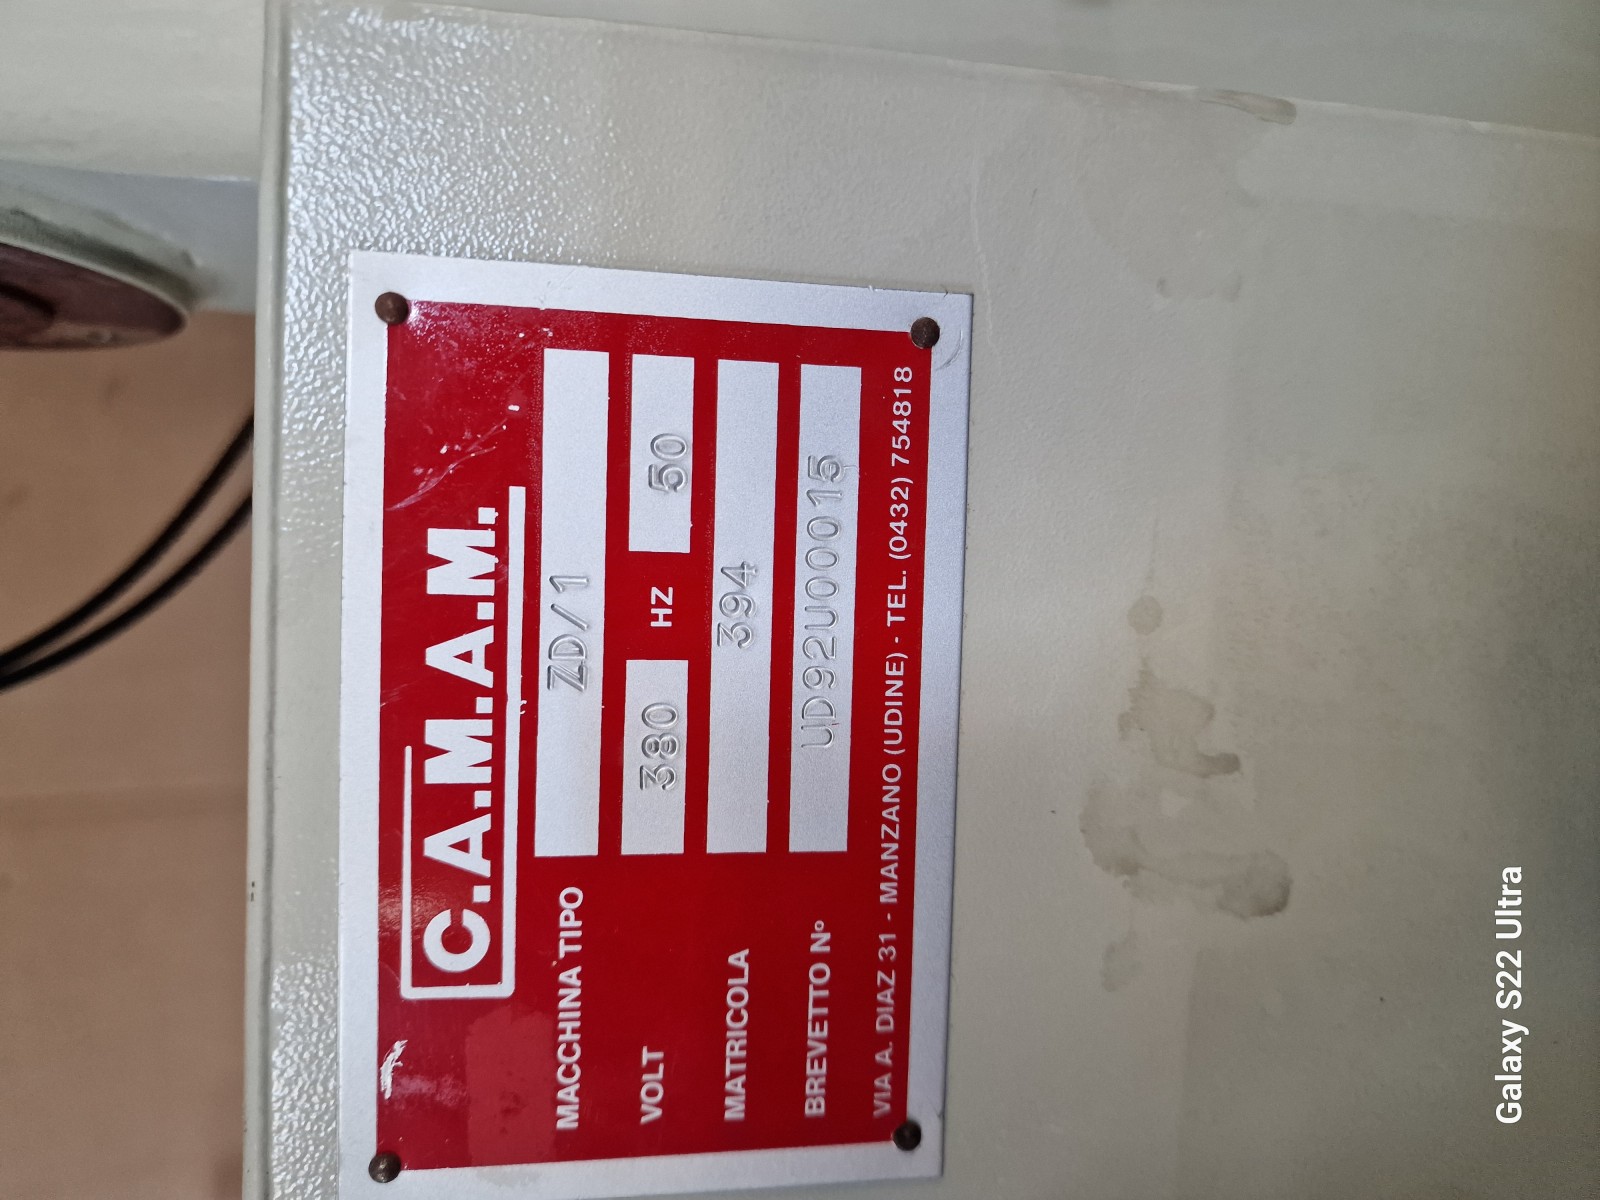 C.A.M.A.M.
MACCHINA TIPO ZD/1
VOLT 380 HZ 50
MATRICOLA 394
BREVETTO N° UD92U00015
VIA A. DIAZ 31 - MANZANO (UDINE) - TEL. (0432) 754818
Galaxy S22 Ultra